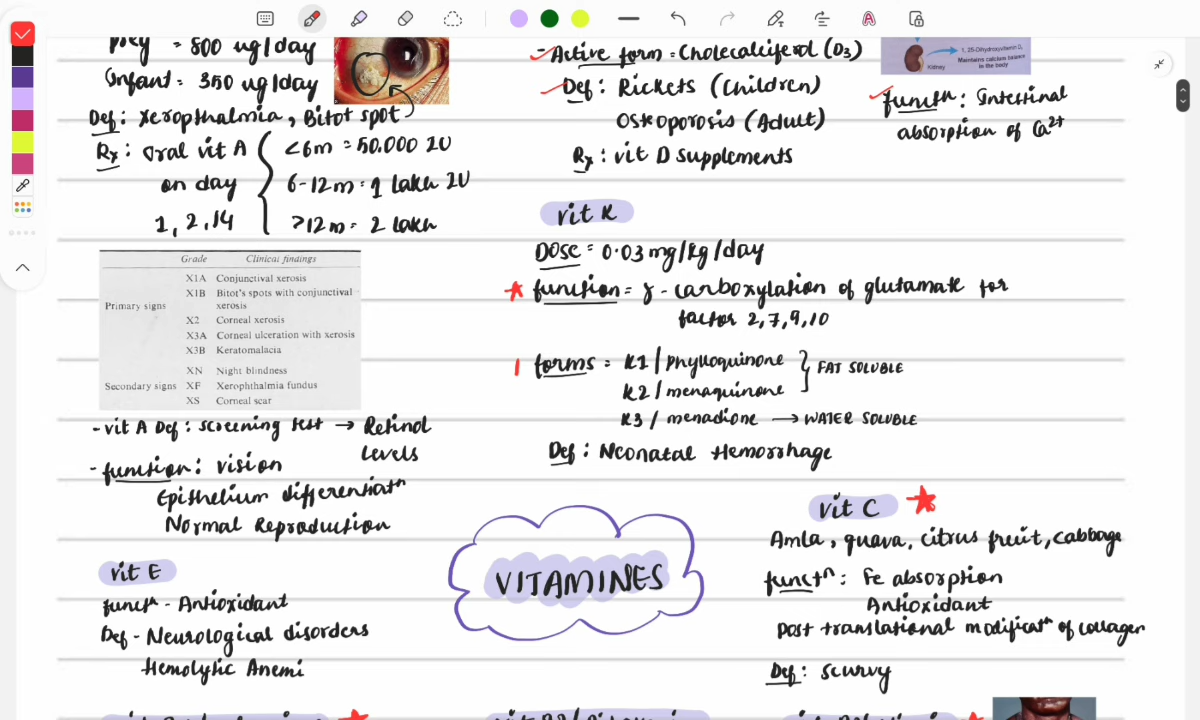 Preg = 800 ug/day
Infant = 350 ug/day
Def: Xeropthalmia, Bitot spot
Rx: Oral vit A
on day
1, 2, 14
<6m = 50,000 IU
6-12m = 1 Lakh IU
>12m = 2 lakh
Grade Clinical findings
Primary signs
X1A Conjunctival xerosis
X1B Bitot's spots with conjunctival
xerosis
X2 Corneal xerosis
X3A Corneal ulceration with xerosis
X3B Keratomalacia
Secondary signs
XN Night blindness
XF Xerophthalmia fundus
XS Corneal scar
- vit A Def: Screening test → Retinol
Levels
- function: vision
Epithelium differentiatn
Normal Reproduction
vit E
functn - Antioxidant
Def - Neurological disorders
Hemolytic Anemi
- Active form = Cholecalciferol (D3)
Def: Rickets (Children)
Osteoporosis (Adult)
Rx: vit D supplements
Kidney
1, 25-Dihydroxyvitamin D,
Maintains calcium balance
in the body
functn: Intestinal
absorption of Ca2+
vit K
Dose = 0.03 mg/kg/day
function = γ - carboxylation of glutamate for
factor 2,7,9,10
forms = K1 / phylloquinone
K2 / menaquinone
FAT SOLUBLE
K3 / menadione → WATER SOLUBLE
Def: Neonatal Hemorrhage
VITAMINES
vit C
Amla, guava, citrus fruit, cabbage
functn: Fe absorption
Antioxidant
Post translational modificatn of collagen
Def: scurvy